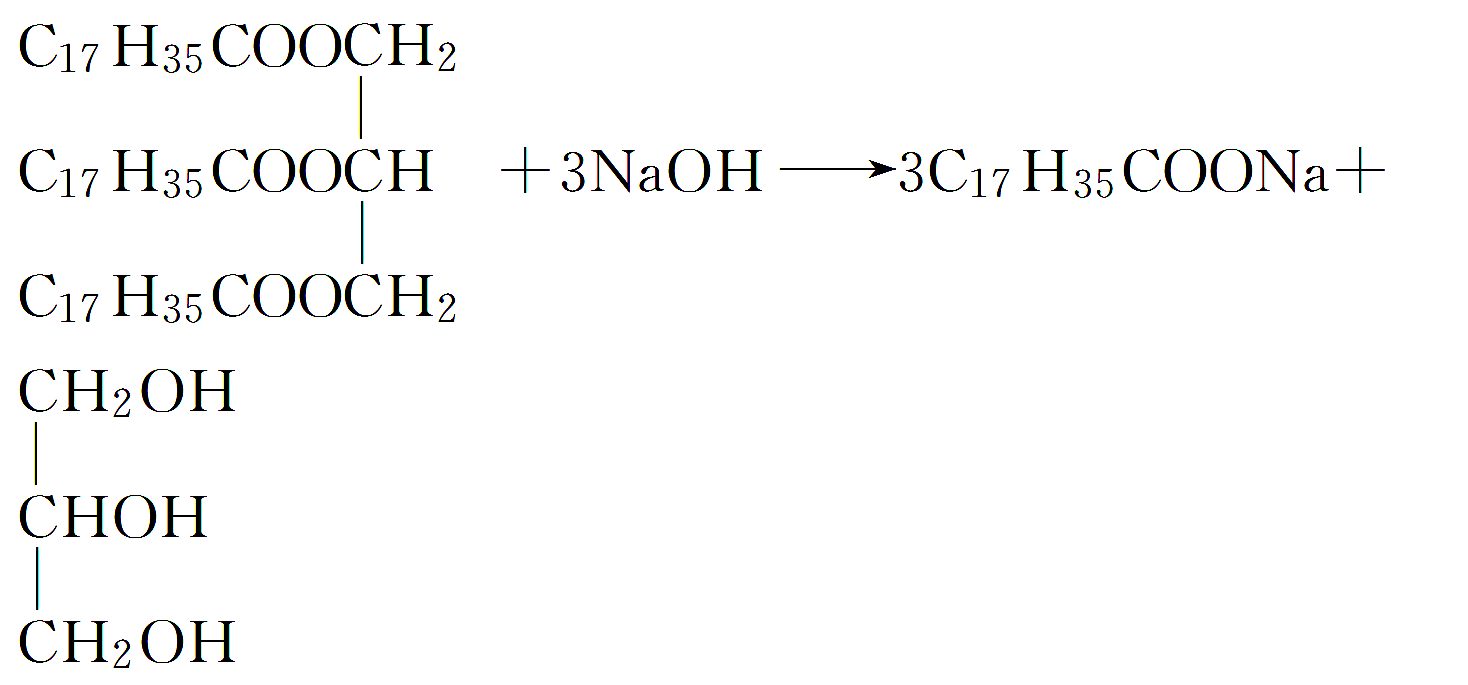 C₁₇H₃₅COOCH₂
|
C₁₇H₃₅COOCH +3NaOH ⟶3C₁₇H₃₅COONa+
|
C₁₇H₃₅COOCH₂
CH₂OH
|
CHOH
|
CH₂OH